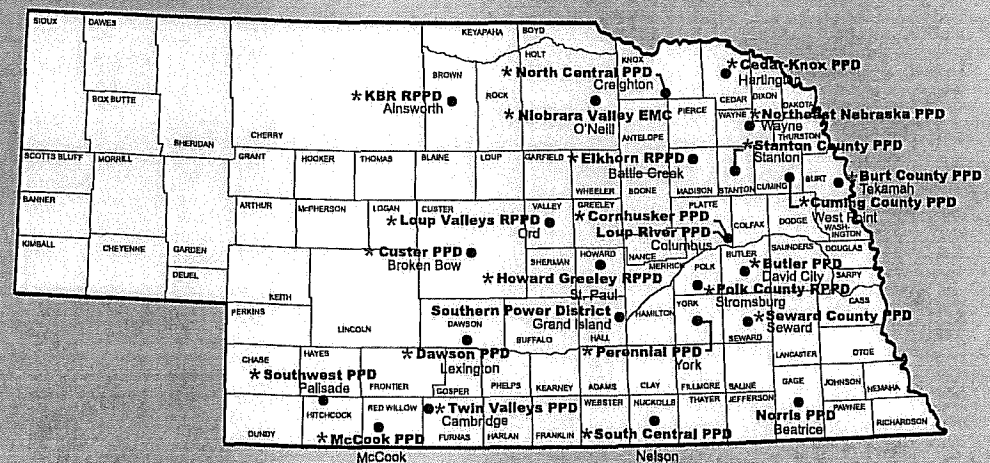 SIOUX
DAWES
BOX BUTTE
SHERIDAN
SCOTTS BLUFF
MORRILL
BANNER
KIMBALL
CHEYENNE
GARDEN
DEUEL
CHERRY
KEYAPAHA
BOYD
HOLT
BROWN
ROCK
* KBR RPPD
Ainsworth
* North Central PPD
Creighton
* Niobrara Valley EMC
O'Neill
KNOX
* Cedar-Knox PPD
Hartington
CEDAR
DIXON
DAKOTA
PIERCE
WAYNE
* Northeast Nebraska PPD
Wayne
THURSTON
ANTELOPE
* Stanton County PPD
Stanton
GRANT
HOOKER
THOMAS
BLAINE
LOUP
GARFIELD
WHEELER
* Elkhorn RPPD
Battle Creek
BOONE
MADISON
STANTON
CUMING
BURT
* Burt County PPD
Tekamah
* Cuming County PPD
West Point
ARTHUR
McPHERSON
LOGAN
CUSTER
VALLEY
GREELEY
PLATTE
COLFAX
DODGE
WASH-
INGTON
* Loup Valleys RPPD
Ord
* Cornhusker PPD
Loup River PPD
Columbus
* Custer PPD
Broken Bow
SHERMAN
HOWARD
NANCE
MERRICK
POLK
BUTLER
SAUNDERS
DOUGLAS
SARPY
* Butler PPD
David City
* Howard Greeley RPPD
St. Paul
* Polk County RPPD
Stromsburg
CASS
KEITH
PERKINS
LINCOLN
Southern Power District
Grand Island
DAWSON
BUFFALO
HALL
HAMILTON
YORK
SEWARD
* Seward County PPD
Seward
* Perennial PPD
York
LANCASTER
OTOE
CHASE
HAYES
* Southwest PPD
Palisade
* Dawson PPD
Lexington
FRONTIER
GOSPER
PHELPS
KEARNEY
ADAMS
CLAY
FILLMORE
SALINE
GAGE
JOHNSON
NEMAHA
DUNDY
HITCHCOCK
RED WILLOW
* Twin Valleys PPD
Cambridge
FURNAS
HARLAN
FRANKLIN
WEBSTER
NUCKOLLS
THAYER
JEFFERSON
Norris PPD
Beatrice
PAWNEE
RICHARDSON
* McCook PPD
McCook
* South Central PPD
Nelson